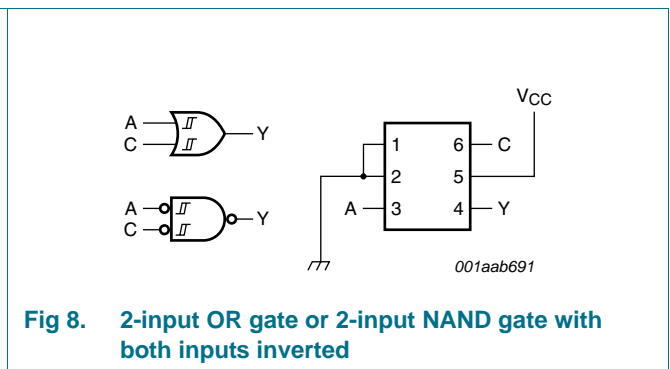 A
C
Y
A
C
Y
VCC
1 6 C
2 5
A 3 4 Y
001aab691
Fig 8. 2-input OR gate or 2-input NAND gate with
both inputs inverted